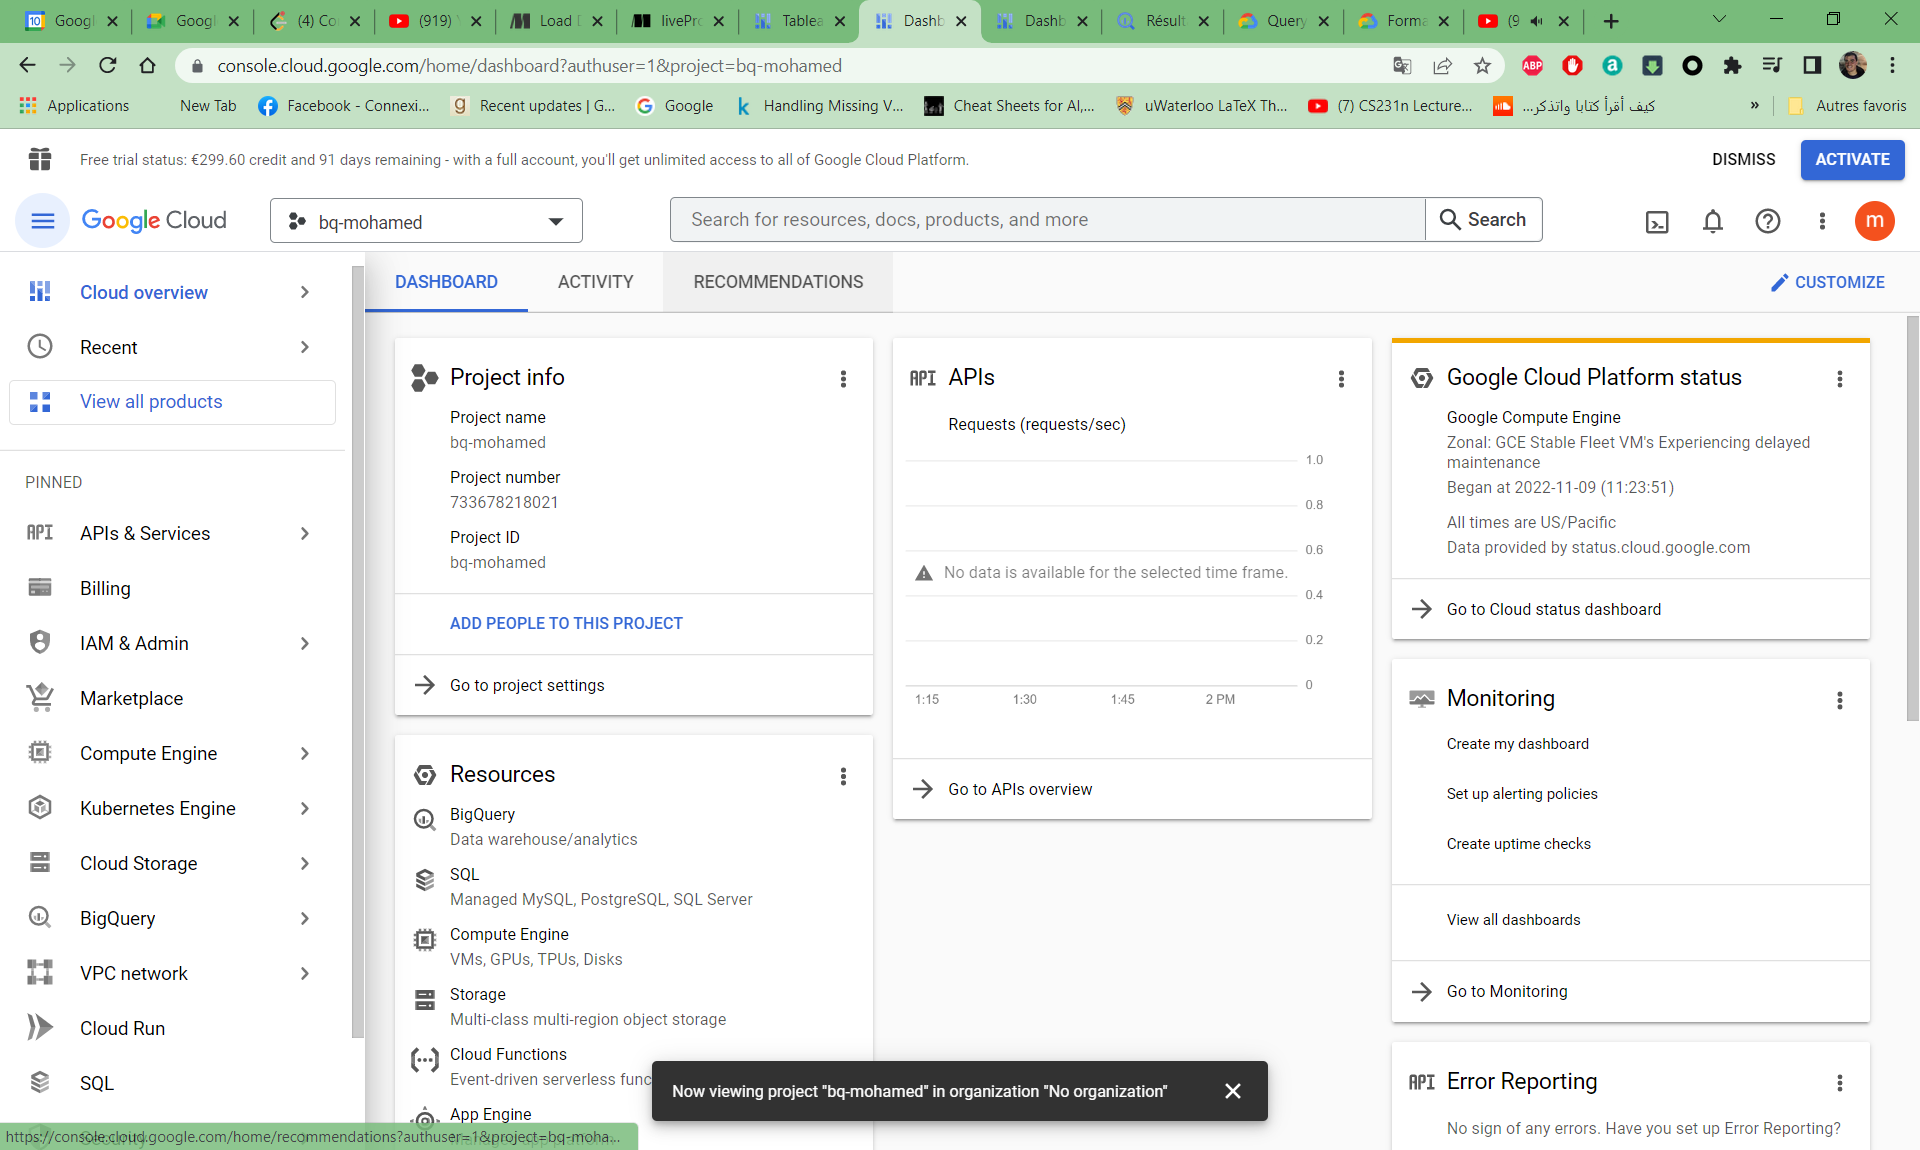 Googl
Googl
(4) Co
(919)
Load D
livePro
Tablea
Dashb
Dashb
Résult
Query
Forma
(9
console.cloud.google.com/home/dashboard?authuser=1&project=bq-mohamed
Applications
New Tab
Facebook - Connexi...
Recent updates | G...
Google
Handling Missing V...
Cheat Sheets for AI,...
uWaterloo LaTeX Th...
(7) CS231n Lecture...
كيف أقرأ كتابا واتذكر...
»
Autres favoris
Free trial status: €299.60 credit and 91 days remaining - with a full account, you'll get unlimited access to all of Google Cloud Platform.
DISMISS
ACTIVATE
Google Cloud
bq-mohamed
Search for resources, docs, products, and more
Search
m
Cloud overview
Recent
View all products
PINNED
API APIs & Services
Billing
IAM & Admin
Marketplace
Compute Engine
Kubernetes Engine
Cloud Storage
BigQuery
VPC network
Cloud Run
SQL
https://console.cloud.google.com/home/recommendations?authuser=1&project=bq-moha...
DASHBOARD
ACTIVITY
RECOMMENDATIONS
CUSTOMIZE
Project info
Project name
bq-mohamed
Project number
733678218021
Project ID
bq-mohamed
ADD PEOPLE TO THIS PROJECT
Go to project settings
Resources
BigQuery
Data warehouse/analytics
SQL
Managed MySQL, PostgreSQL, SQL Server
Compute Engine
VMs, GPUs, TPUs, Disks
Storage
Multi-class multi-region object storage
Cloud Functions
Event-driven serverless func
App Engine
API APIs
Requests (requests/sec)
1.0
0.8
0.6
No data is available for the selected time frame.
0.4
0.2
0
1:15
1:30
1:45
2 PM
Go to APIs overview
Google Cloud Platform status
Google Compute Engine
Zonal: GCE Stable Fleet VM's Experiencing delayed
maintenance
Began at 2022-11-09 (11:23:51)
All times are US/Pacific
Data provided by status.cloud.google.com
Go to Cloud status dashboard
Monitoring
Create my dashboard
Set up alerting policies
Create uptime checks
View all dashboards
Go to Monitoring
API Error Reporting
No sign of any errors. Have you set up Error Reporting?
Now viewing project "bq-mohamed" in organization "No organization"